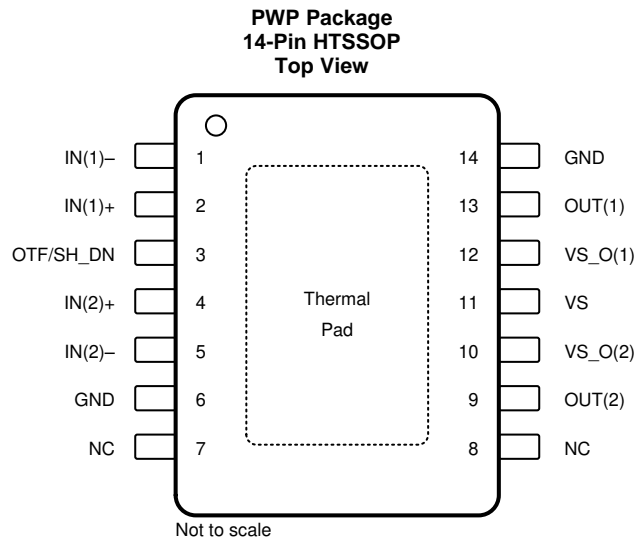 PWP Package
14-Pin HTSSOP
Top View
IN(1)– 1 14 GND
IN(1)+ 2 13 OUT(1)
OTF/SH_DN 3 12 VS_O(1)
IN(2)+ 4 Thermal 11 VS
Pad
IN(2)– 5 10 VS_O(2)
GND 6 9 OUT(2)
NC 7 8 NC
Not to scale